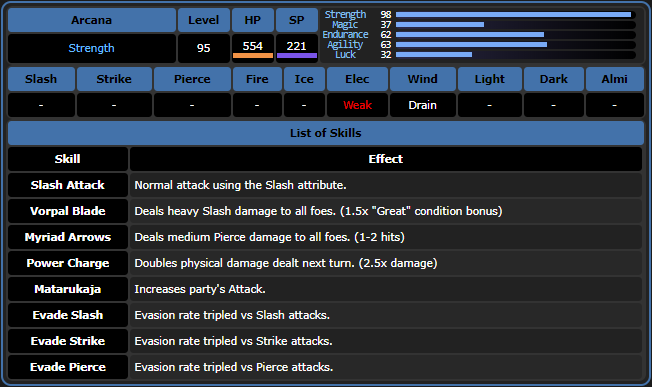 Arcana Level HP SP
Strength 95 554 221
Strength 98
Magic 37
Endurance 62
Agility 63
Luck 32
Slash Strike Pierce Fire Ice Elec Wind Light Dark Almi
- - - - - Weak Drain - - -
List of Skills
Skill Effect
Slash Attack Normal attack using the Slash attribute.
Vorpal Blade Deals heavy Slash damage to all foes. (1.5x "Great" condition bonus)
Myriad Arrows Deals medium Pierce damage to all foes. (1-2 hits)
Power Charge Doubles physical damage dealt next turn. (2.5x damage)
Matarukaja Increases party's Attack.
Evade Slash Evasion rate tripled vs Slash attacks.
Evade Strike Evasion rate tripled vs Strike attacks.
Evade Pierce Evasion rate tripled vs Pierce attacks.